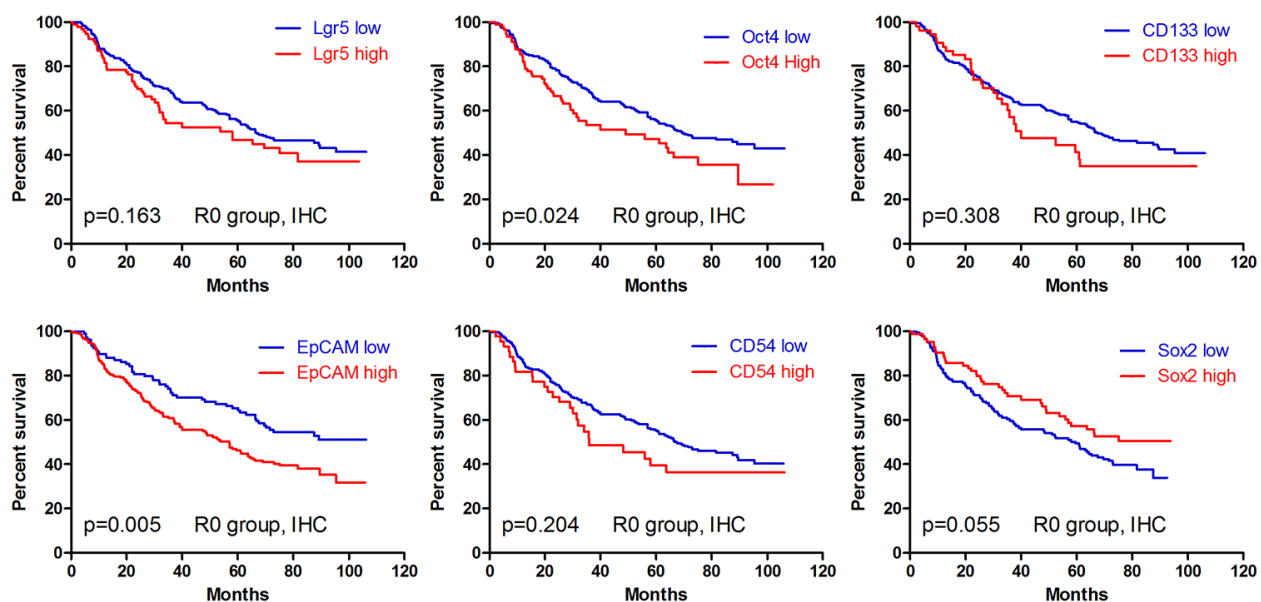 Percent survival
100
80
60
40
20
0
Lgr5 low
Lgr5 high
p=0.163 R0 group, IHC
0 20 40 60 80 100 120
Months
Percent survival
100
80
60
40
20
0
Oct4 low
Oct4 High
p=0.024 R0 group, IHC
0 20 40 60 80 100 120
Months
Percent survival
100
80
60
40
20
0
CD133 low
CD133 high
p=0.308 R0 group, IHC
0 20 40 60 80 100 120
Months
Percent survival
100
80
60
40
20
0
EpCAM low
EpCAM high
p=0.005 R0 group, IHC
0 20 40 60 80 100 120
Months
Percent survival
100
80
60
40
20
0
CD54 low
CD54 high
p=0.204 R0 group, IHC
0 20 40 60 80 100 120
Months
Percent survival
100
80
60
40
20
0
Sox2 low
Sox2 high
p=0.055 R0 group, IHC
0 20 40 60 80 100 120
Months